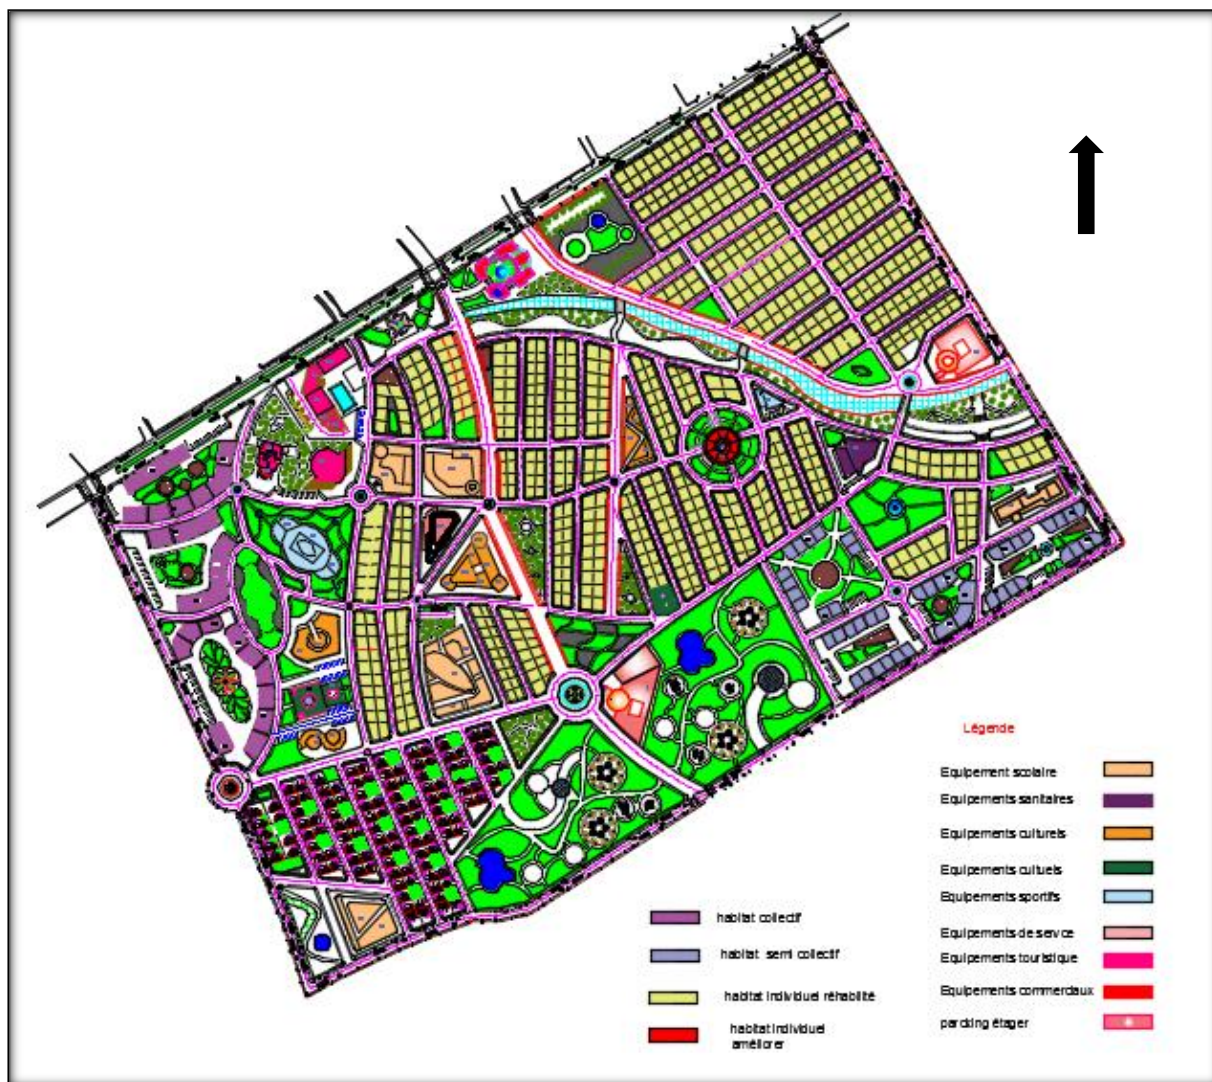 Légende
Equipement scolaire
Equipements sanitaires
Equipements culturels
Equipements cultuels
Equipements sportifs
Equipements de service
Equipements touristique
Equipements commerciaux
parcking étager
habitat collectif
habitat semi collectif
habitat individuel réhabilité
habitat individuel
améliorer